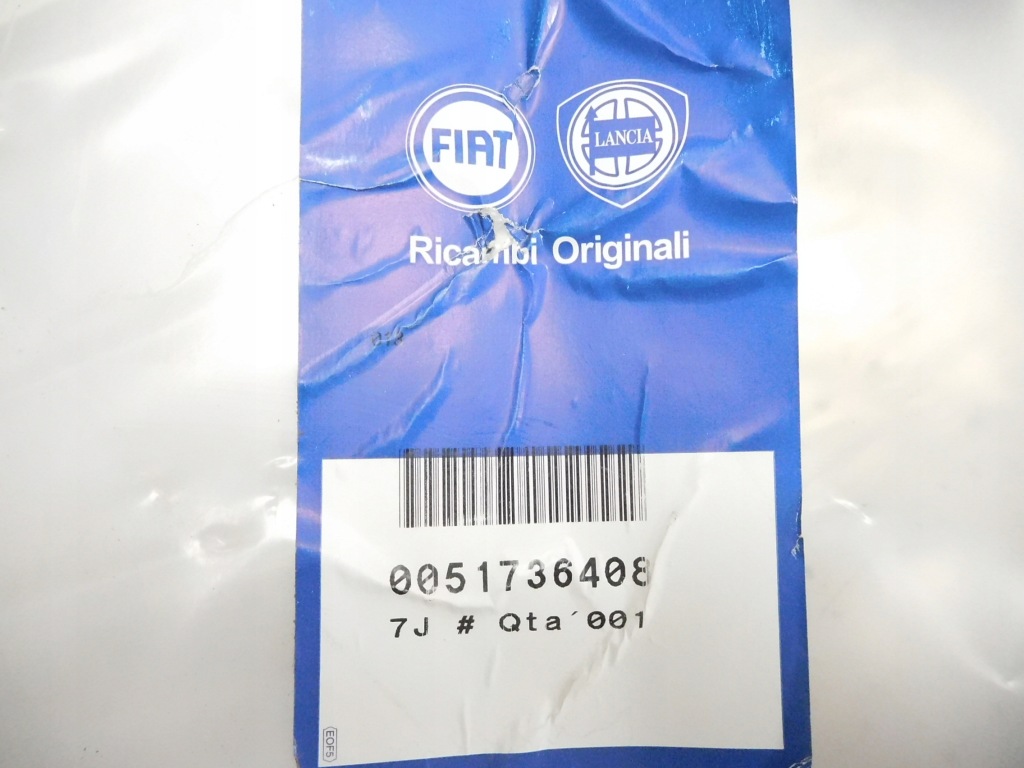 FIAT LANCIA
Ricambi Originali
0051736408
7J # Qta´001
EOF5